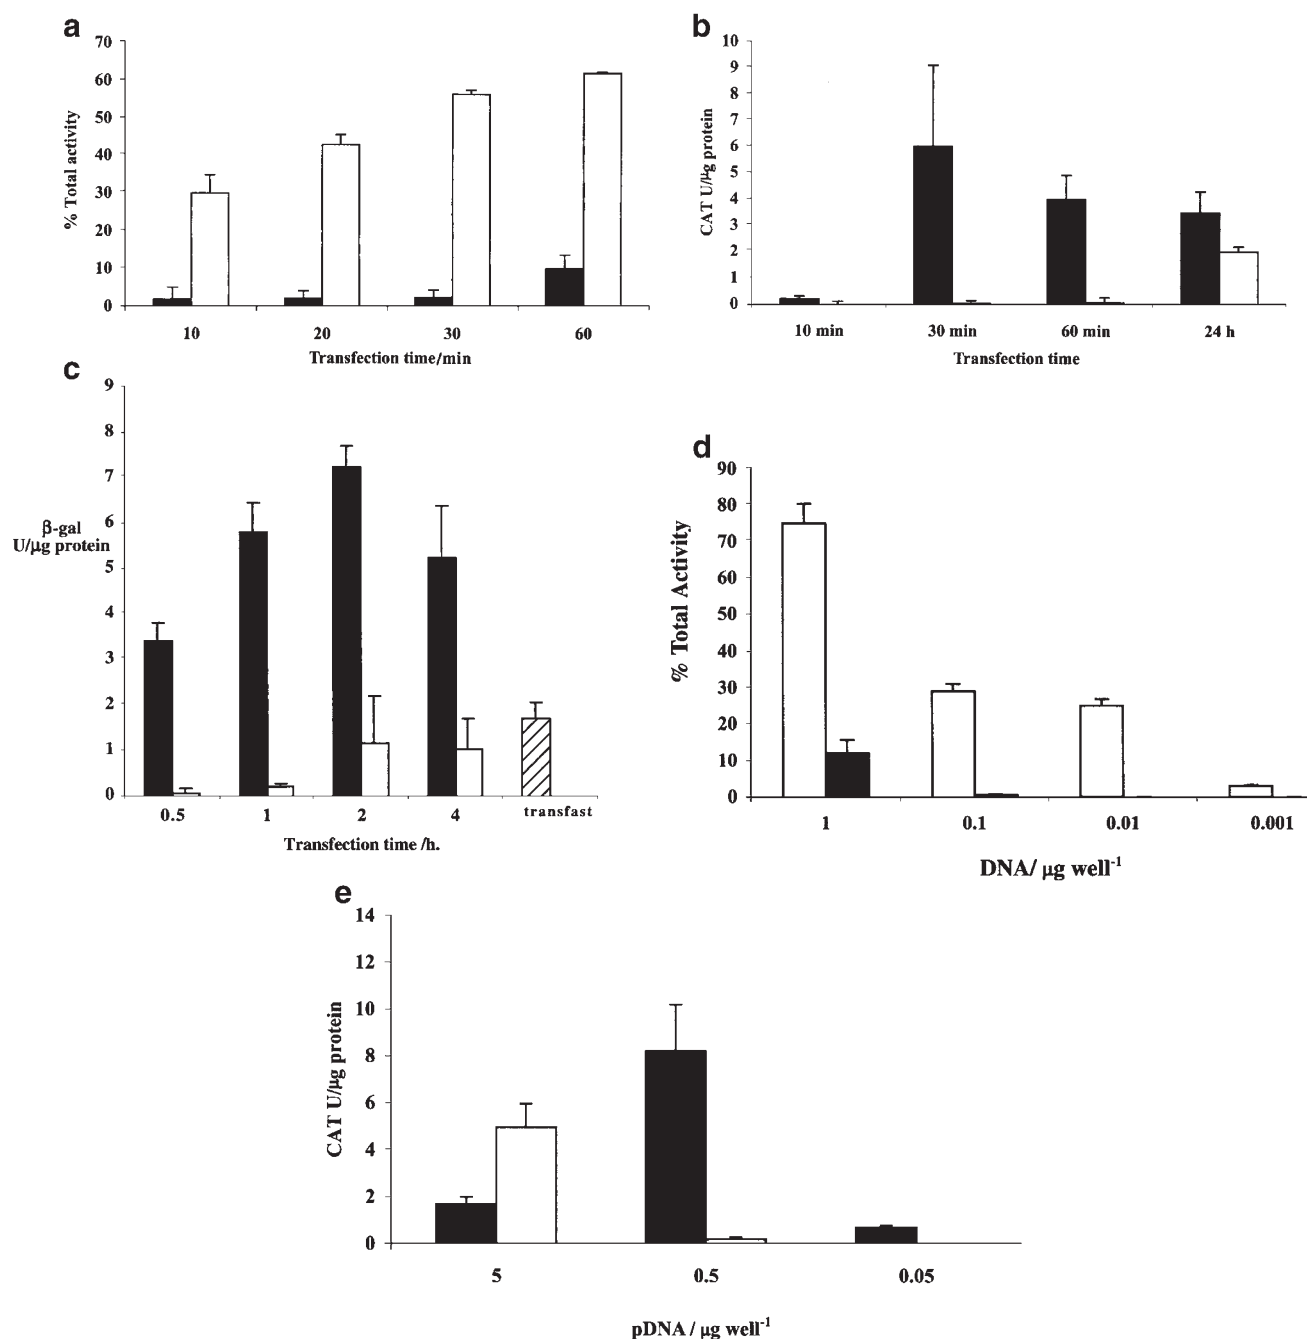 a
70
60
50
40
30
20
10
0
% Total activity
10 20 30 60
Transfection time/min
b
10
9
8
7
6
5
4
3
2
1
0
CAT U/µg protein
10 min 30 min 60 min 24 h
Transfection time
c
9
8
7
6
5
4
3
2
1
0
β-gal
U/µg protein
0.5 1 2 4 transfast
Transfection time /h.
d
90
80
70
60
50
40
30
20
10
0
% Total Activity
1 0.1 0.01 0.001
DNA/ µg well⁻¹
e
14
12
10
8
6
4
2
0
CAT U/µg protein
5 0.5 0.05
pDNA / µg well⁻¹